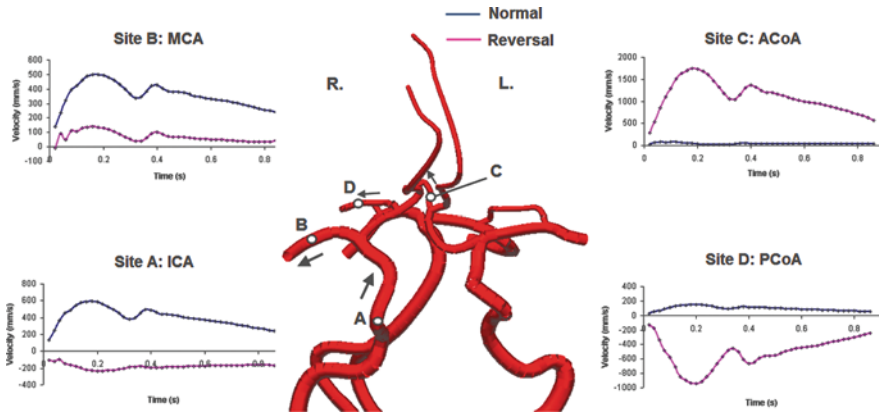 Normal
Reversal
Site B: MCA
600
500
400
300
200
100
0
-100
Velocity (mm/s)
0.2
0.4
0.6
0.8
Time (s)
R.
L.
Site C: ACoA
2000
1500
1000
500
0
Velocity (mm/s)
0
0.2
0.4
0.6
0.8
Time (s)
D
C
B
A
Site A: ICA
800
600
400
200
0
-200
-400
Velocity (mm/s)
0.2
0.4
0.6
0.8
Time (s)
Site D: PCoA
400
200
0
-200
-400
-600
-800
-1000
Velocity (mm/s)
0.2
0.4
0.6
0.8
Time (s)